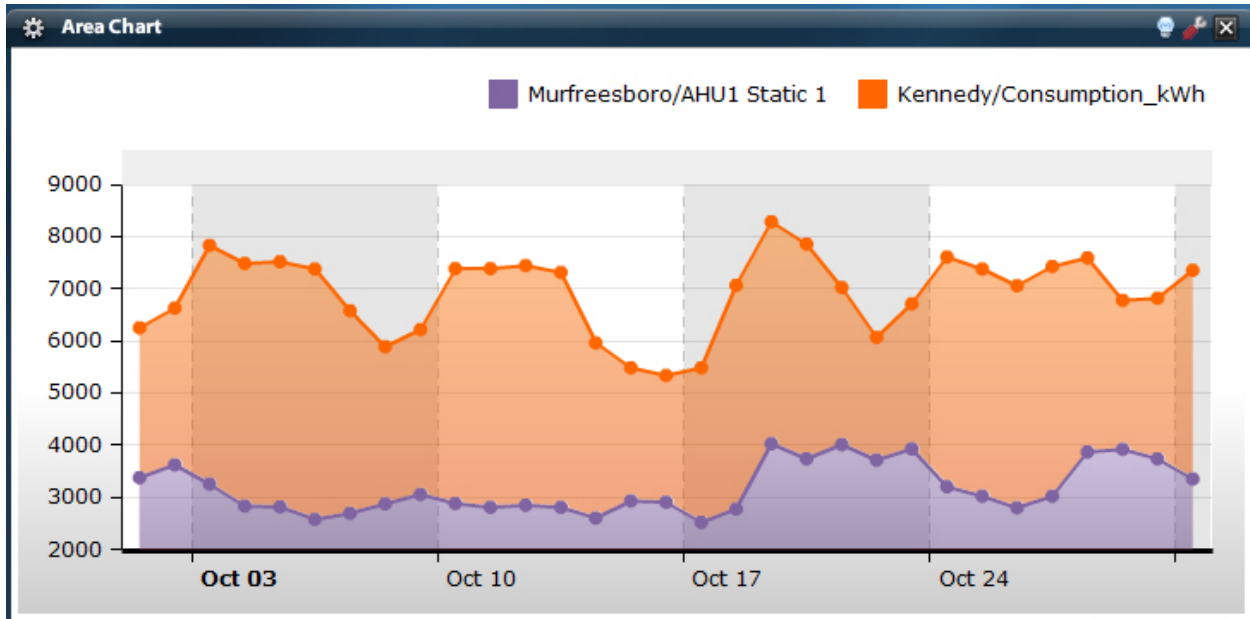 Area Chart
Murfreesboro/AHU1 Static 1 Kennedy/Consumption_kWh
9000
8000
7000
6000
5000
4000
3000
2000
Oct 03 Oct 10 Oct 17 Oct 24